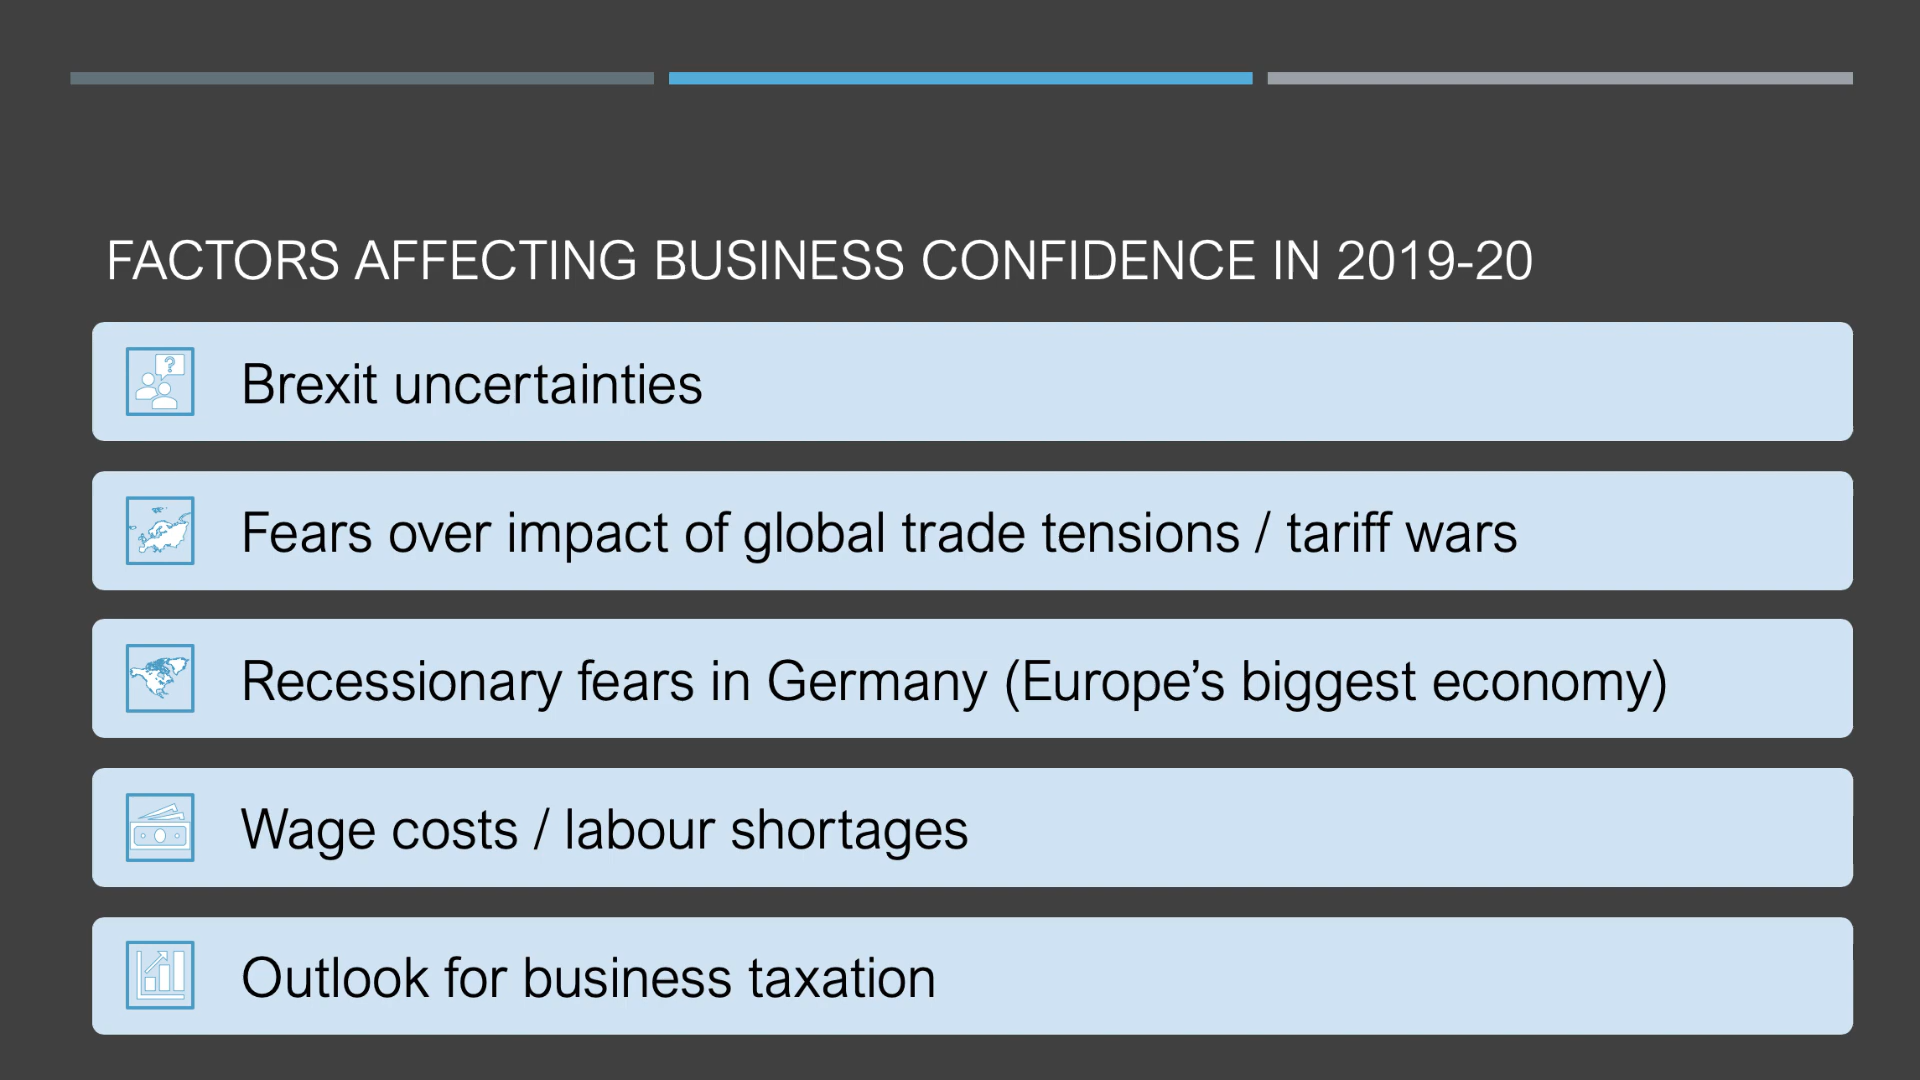 FACTORS AFFECTING BUSINESS CONFIDENCE IN 2019-20
?
Brexit uncertainties
Fears over impact of global trade tensions / tariff wars
Recessionary fears in Germany (Europe’s biggest economy)
Wage costs / labour shortages
Outlook for business taxation